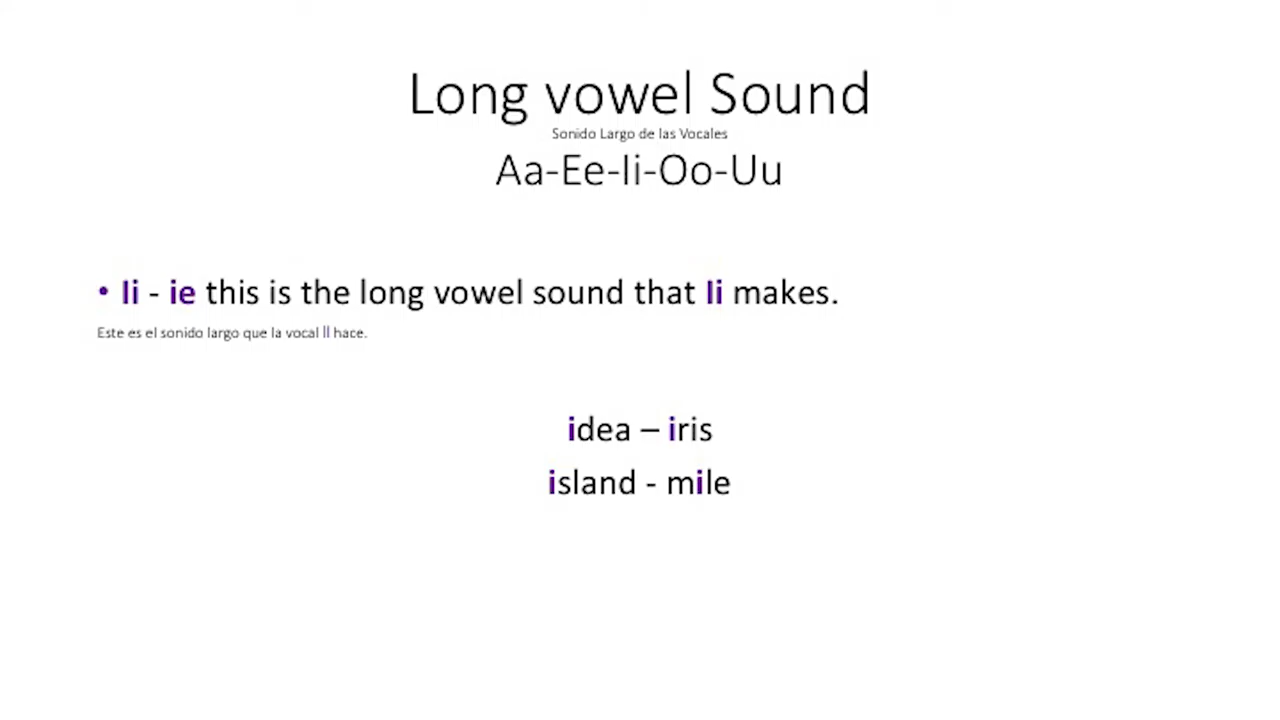 Long vowel Sound
Sonido Largo de las Vocales
Aa-Ee-Ii-Oo-Uu
• Ii - ie this is the long vowel sound that Ii makes.
Este es el sonido largo que la vocal II hace.
idea – iris
island - mile